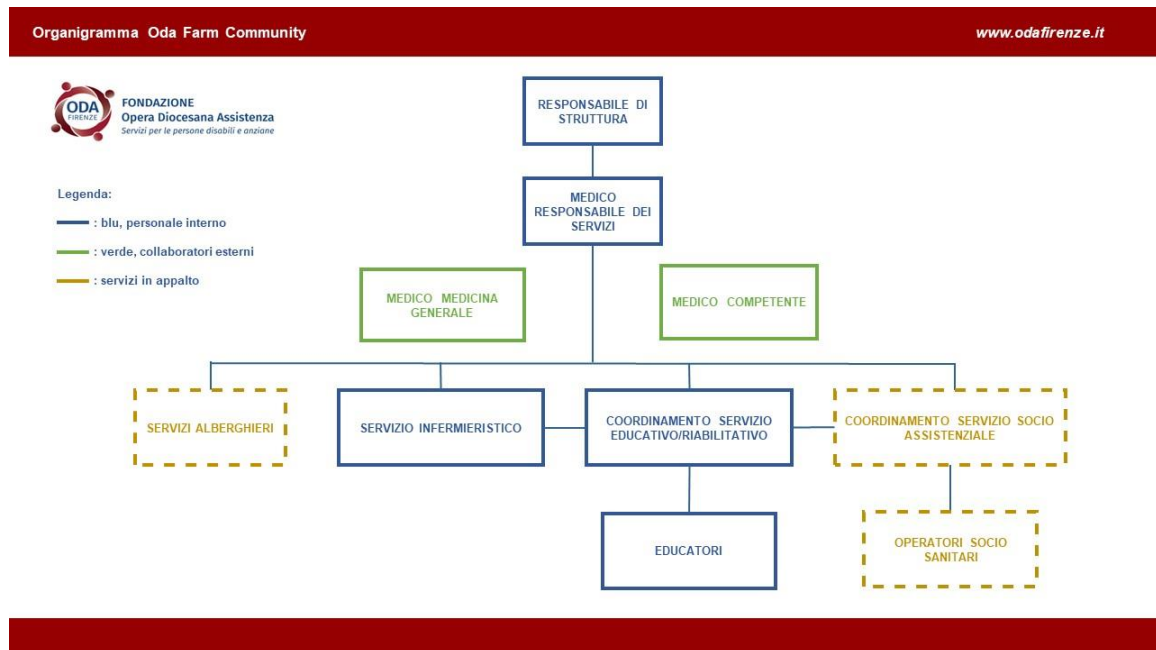 Organigramma Oda Farm Community
www.odafirenze.it
ODA
FIRENZE
FONDAZIONE
Opera Diocesana Assistenza
Servizi per le persone disabili e anziane
Legenda:
: blu, personale interno
: verde, collaboratori esterni
: servizi in appalto
RESPONSABILE DI
STRUTTURA
MEDICO
RESPONSABILE DEI
SERVIZI
MEDICO MEDICINA
GENERALE
MEDICO COMPETENTE
SERVIZI ALBERGHIERI
SERVIZIO INFERMIERISTICO
COORDINAMENTO SERVIZIO
EDUCATIVO/RIABILITATIVO
COORDINAMENTO SERVIZIO SOCIO
ASSISTENZIALE
EDUCATORI
OPERATORI SOCIO
SANITARI